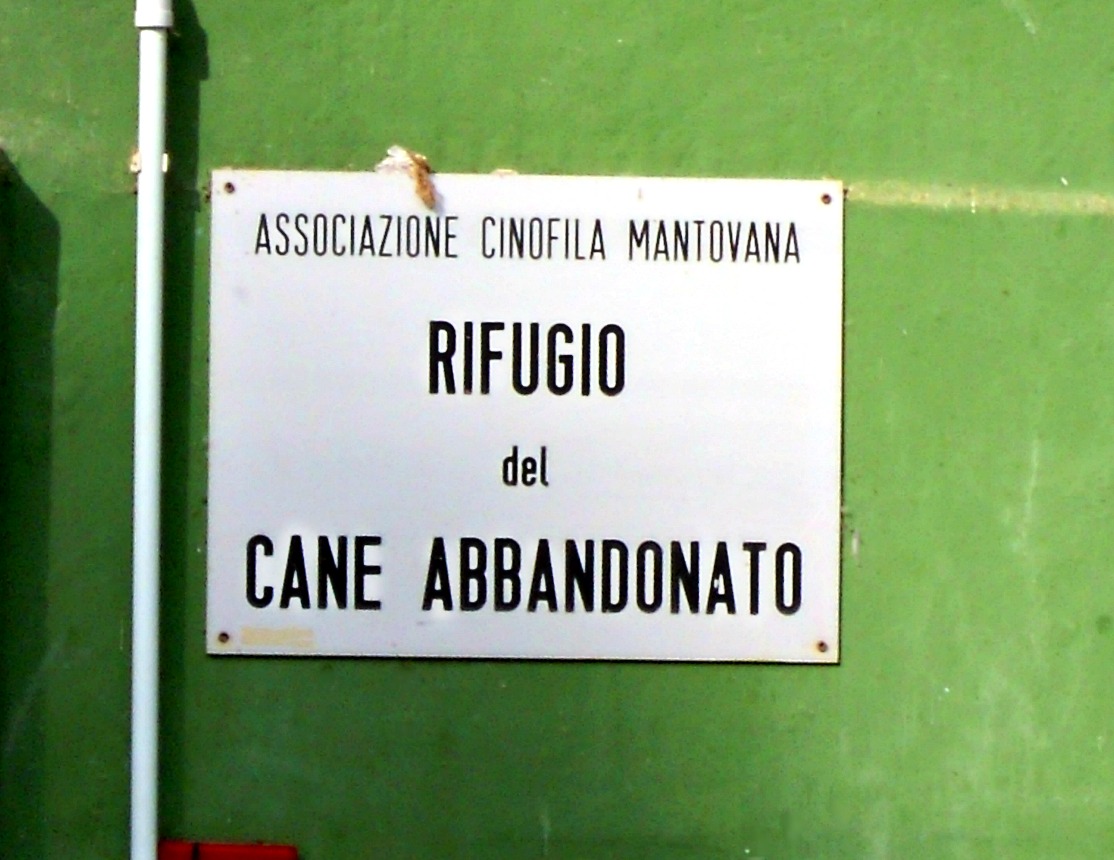 ASSOCIAZIONE CINOFILA MANTOVANA
RIFUGIO
del
CANE ABBANDONATO